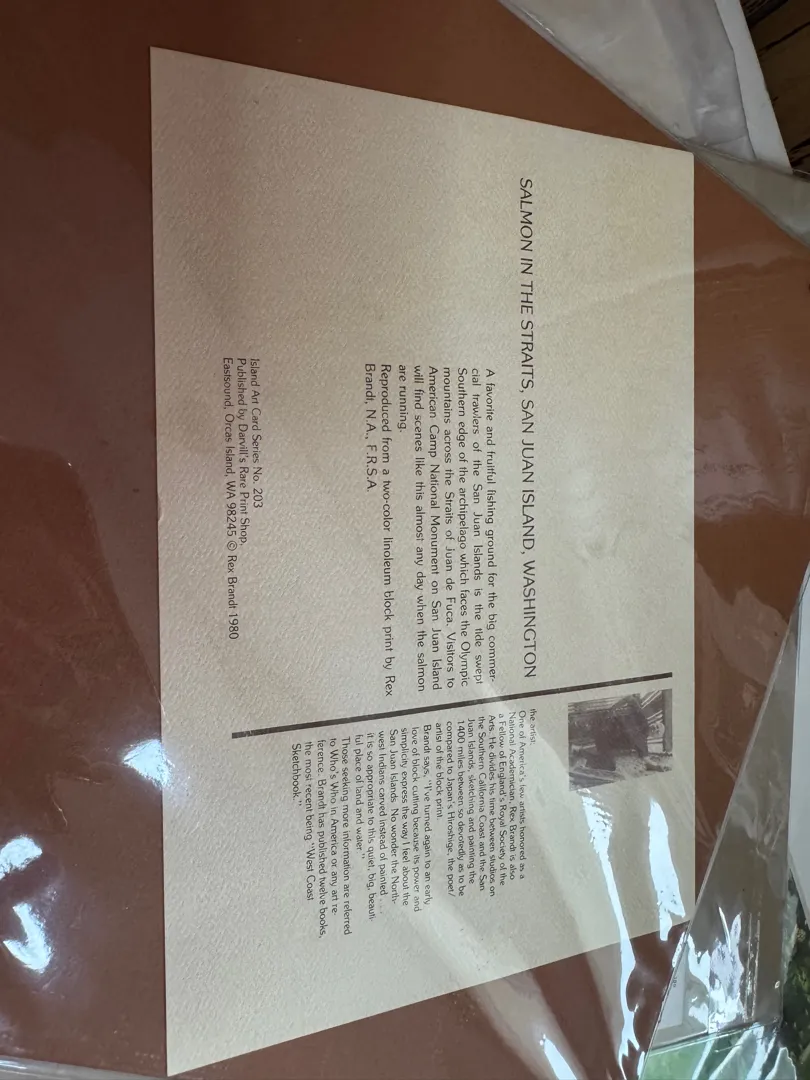 SALMON IN THE STRAITS, SAN JUAN ISLAND, WASHINGTON
A favorite and fruitful fishing ground for the big commer-
cial trawlers of the San Juan Islands is the tide swept
Southern edge of the archipelago which faces the Olympic
mountains across the Straits of Juan de Fuca. Visitors to
American Camp National Monument on San Juan Island
will find scenes like this almost any day when the salmon
are running.
Reproduced from a two-color linoleum block print by Rex
Brandt, N.A., F.R.S.A.
Island Art Card Series No. 203
Published by Darvill's Rare Print Shop,
Eastsound, Orcas Island, WA 98245 © Rex Brandt 1980
the artist:
One of America's few artists honored as a
National Academician, Rex Brandt is also
a Fellow of England's Royal Society of the
Arts. He divides his time between studios on
the Southern California Coast and the San
Juan Islands, sketching and painting the
1400 miles between so devotedly as to be
compared to Japan's Hiroshige, the poet/
artist of the block print.
Brandt says, "I've turned again to an early
love of block cutting because its power and
simplicity express the way I feel about the
San Juan Islands. No wonder the North-
west Indians carved instead of painted . . .
it is so appropriate to this quiet, big, beauti-
ful place of land and water."
Those seeking more information are referred
to Who's Who in America or any art re-
ference. Brandt has published twelve books,
the most recent being "West Coast
Sketchbook."